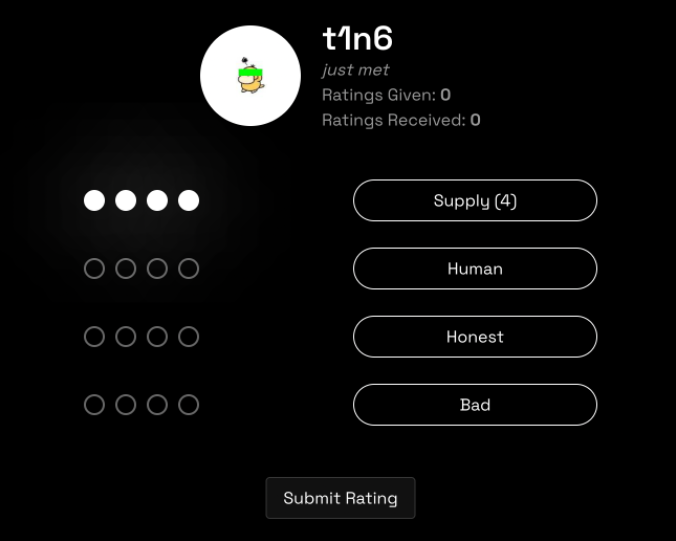 t1n6
just met
Ratings Given: 0
Ratings Received: 0
Supply (4)
Human
Honest
Bad
Submit Rating